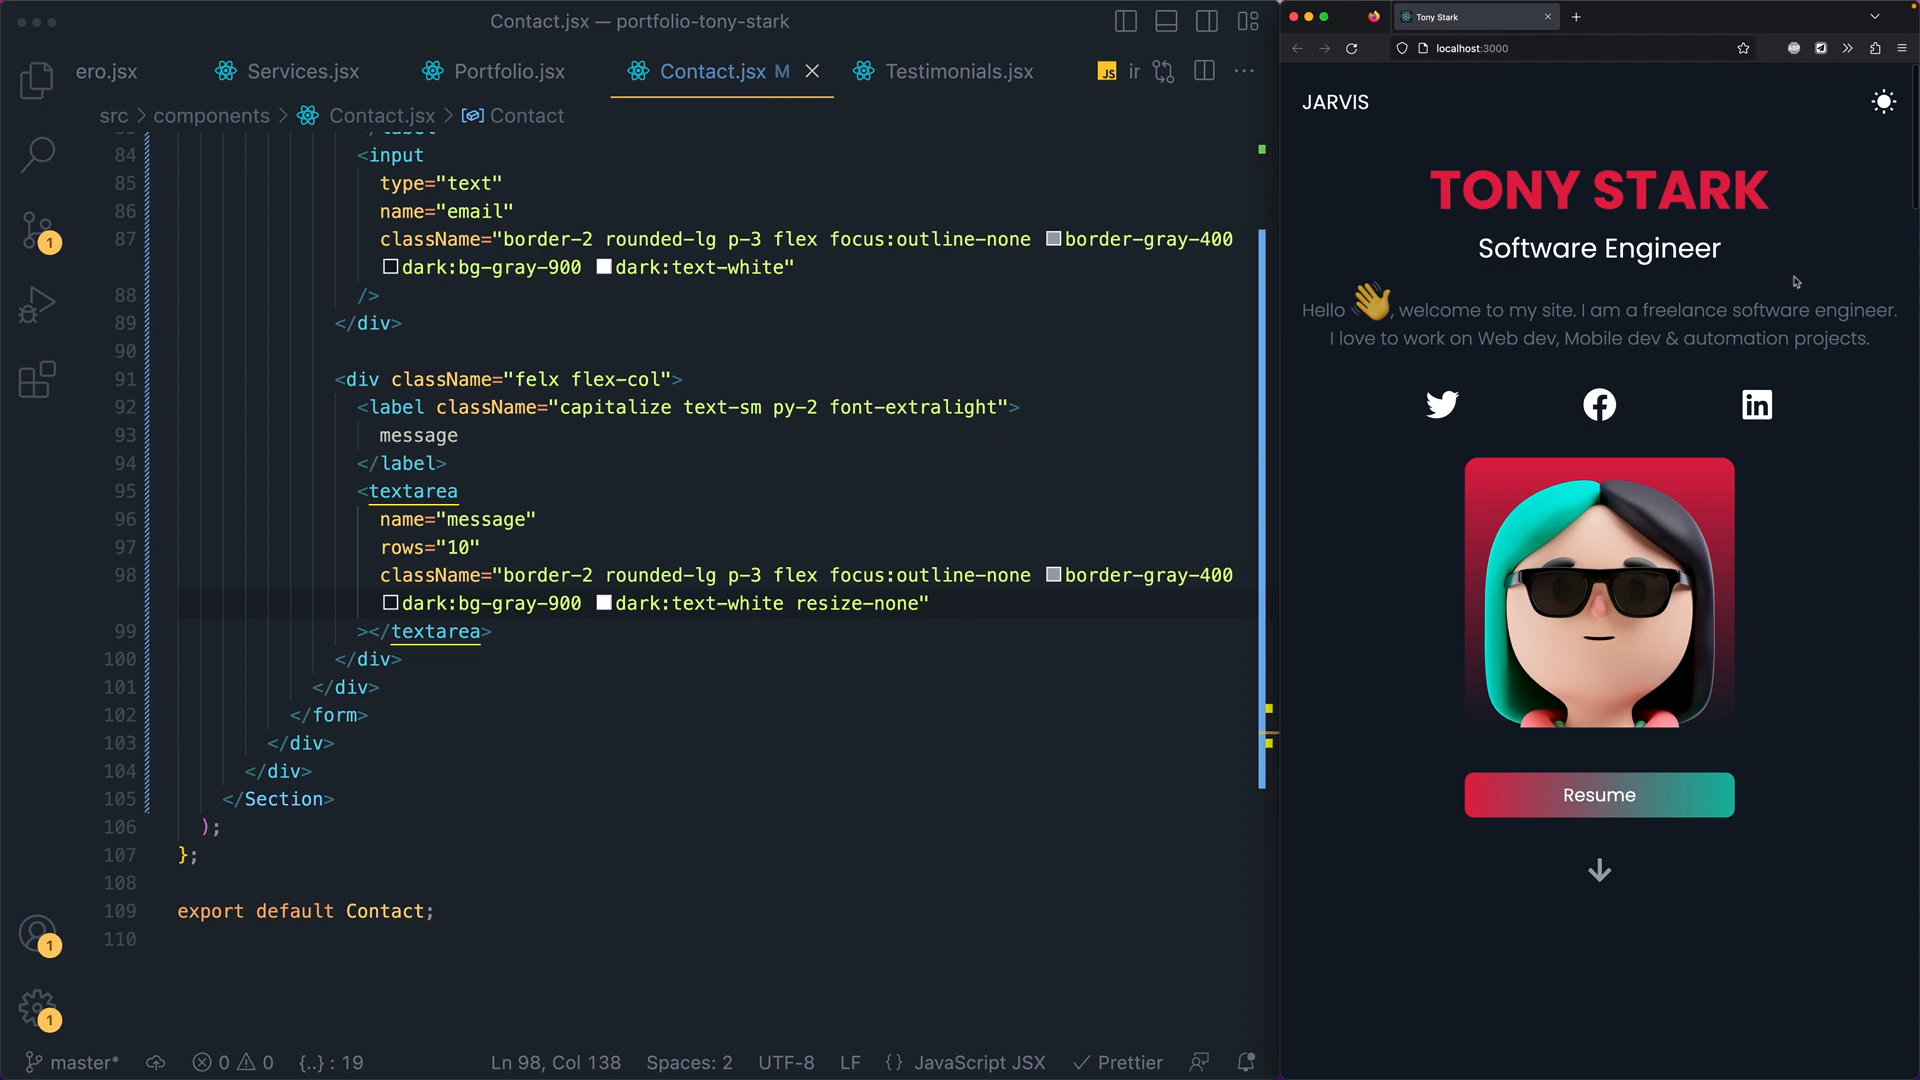 Contact.jsx — portfolio-tony-stark
ero.jsx
Services.jsx
Portfolio.jsx
Contact.jsx M
Testimonials.jsx
JS ir
src > components > Contact.jsx > Contact
84 <input
85 type="text"
86 name="email"
87 className="border-2 rounded-lg p-3 flex focus:outline-none border-gray-400
dark:bg-gray-900 dark:text-white"
88 />
89 </div>
90
91 <div className="felx flex-col">
92 <label className="capitalize text-sm py-2 font-extralight">
93 message
94 </label>
95 <textarea
96 name="message"
97 rows="10"
98 className="border-2 rounded-lg p-3 flex focus:outline-none border-gray-400
dark:bg-gray-900 dark:text-white resize-none"
99 ></textarea>
100 </div>
101 </div>
102 </form>
103 </div>
104 </div>
105 </Section>
106 );
107 };
108
109 export default Contact;
110
1
1
1
master*
0 0
{..} : 19
Ln 98, Col 138
Spaces: 2
UTF-8
LF
{} JavaScript JSX
Prettier
Tony Stark
localhost:3000
JARVIS
TONY STARK
Software Engineer
Hello 👋, welcome to my site. I am a freelance software engineer.
I love to work on Web dev, Mobile dev & automation projects.
Resume